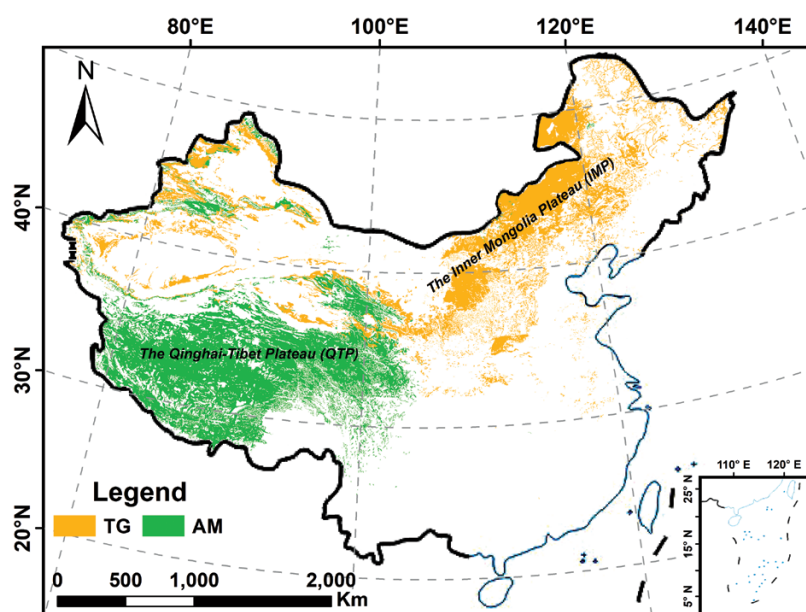 80°E 100°E 120°E 140°E
N
40°N
30°N
20°N
The Inner Mongolia Plateau (IMP)
The Qinghai-Tibet Plateau (QTP)
Legend
TG AM
0 500 1,000 2,000
Km
110° E 120° E
25° N
15° N
5° N